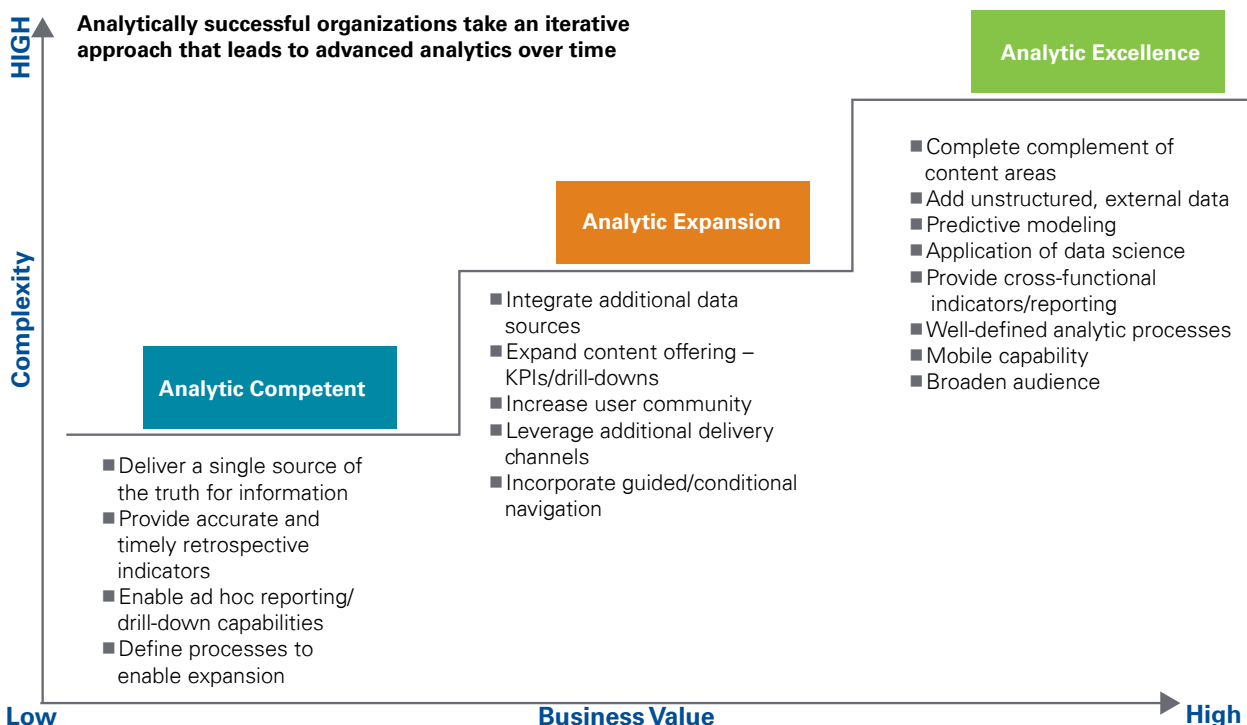 HIGH
Analytically successful organizations take an iterative
approach that leads to advanced analytics over time
Analytic Excellence
■ Complete complement of
content areas
■ Add unstructured, external data
■ Predictive modeling
■ Application of data science
■ Provide cross-functional
indicators/reporting
■ Well-defined analytic processes
■ Mobile capability
■ Broaden audience
Analytic Expansion
■ Integrate additional data
sources
■ Expand content offering –
KPIs/drill-downs
■ Increase user community
■ Leverage additional delivery
channels
■ Incorporate guided/conditional
navigation
Complexity
Analytic Competent
■ Deliver a single source of
the truth for information
■ Provide accurate and
timely retrospective
indicators
■ Enable ad hoc reporting/
drill-down capabilities
■ Define processes to
enable expansion
Low
Business Value
High